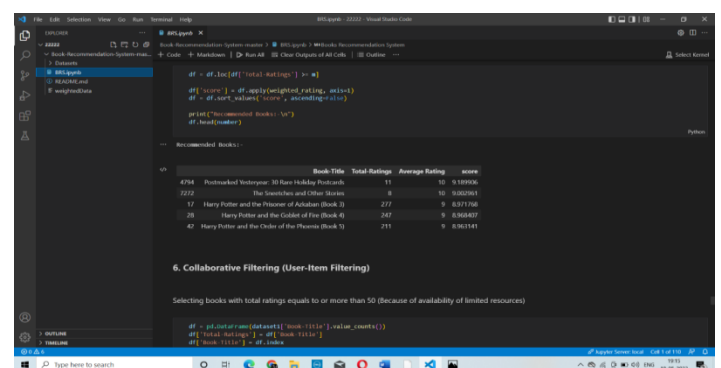 File Edit Selection View Go Run Terminal Help
BRS.ipynb - 33333 - Visual Studio Code
EXPLORER
BRS.ipynb
Book-Recommendation-System-master > BRS.ipynb > Books Recommendation System
+ Code + Markdown | Run All Clear Outputs of All Cells | Outline ...
Select Kernel
Book-Recommendation-System-mas...
Datasets
BRS.ipynb
README.md
weightedData
df = df.loc[df['Total-Ratings'] >= m]
df['score'] = df.apply(weighted_rating, axis=1)
df = df.sort_values('score', ascending=False)
print("Recommended Books:-\n")
df.head(number)
Python
... Recommended Books:-
Book-Title Total-Ratings Average Rating score
4794 Postmarked Yesteryear: 30 Rare Holiday Postcards 11 10 9.189906
7272 The Sneetches and Other Stories 8 10 9.002961
17 Harry Potter and the Prisoner of Azkaban (Book 3) 277 9 8.971768
28 Harry Potter and the Goblet of Fire (Book 4) 247 9 8.968407
42 Harry Potter and the Order of the Phoenix (Book 5) 211 9 8.963141
6. Collaborative Filtering (User-Item Filtering)
Selecting books with total ratings equals to or more than 50 (Because of availability of limited resources)
df = pd.DataFrame(dataset1['Book-Title'].value_counts())
df['Total-Ratings'] = df['Book-Title']
df['Book-Title'] = df.index
OUTLINE
TIMELINE
Jupyter Server: local Cell 1 of 110
Type here to search
ENG